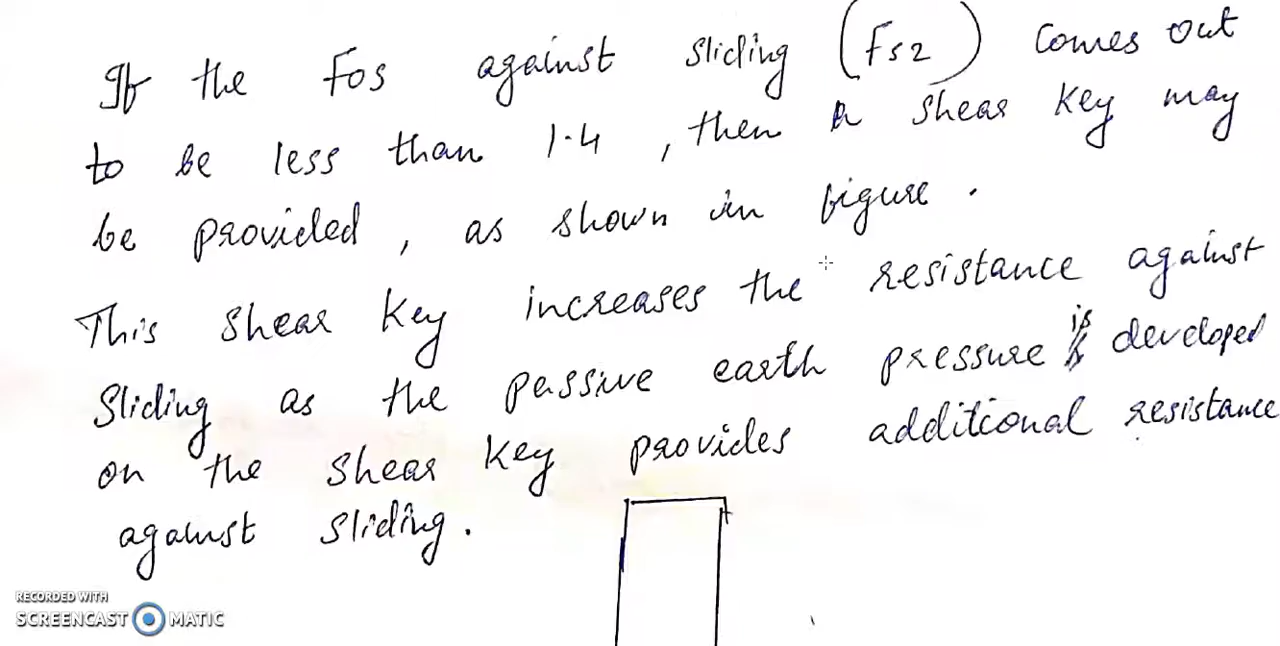 If the Fos against sliding (Fs2) comes out
to be less than 1.4, then a shear key may
be provided, as shown in figure.
This shear key increases the resistance against
sliding as the passive earth pressure is developed
on the shear key provides additional resistance
against sliding.
RECORDED WITH
SCREENCAST MATIC